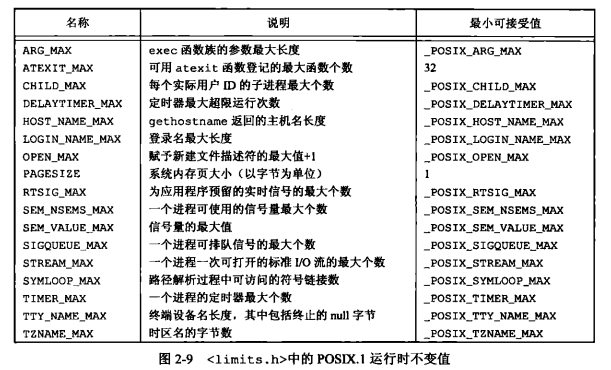 名称 说明 最小可接受值
ARG_MAX exec 函数族的参数最大长度 _POSIX_ARG_MAX
ATEXIT_MAX 可用 atexit 函数登记的最大函数个数 32
CHILD_MAX 每个实际用户 ID 的子进程最大个数 _POSIX_CHILD_MAX
DELAYTIMER_MAX 定时器最大超限运行次数 _POSIX_DELAYTIMER_MAX
HOST_NAME_MAX gethostname 返回的主机名长度 _POSIX_HOST_NAME_MAX
LOGIN_NAME_MAX 登录名最大长度 _POSIX_LOGIN_NAME_MAX
OPEN_MAX 赋予新建文件描述符的最大值+1 _POSIX_OPEN_MAX
PAGESIZE 系统内存页大小（以字节为单位） 1
RTSIG_MAX 为应用程序预留的实时信号的最大个数 _POSIX_RTSIG_MAX
SEM_NSEMS_MAX 一个进程可使用的信号量最大个数 _POSIX_SEM_NSEMS_MAX
SEM_VALUE_MAX 信号量的最大值 _POSIX_SEM_VALUE_MAX
SIGQUEUE_MAX 一个进程可排队信号的最大个数 _POSIX_SIGQUEUE_MAX
STREAM_MAX 一个进程一次可打开的标准 I/O 流的最大个数 _POSIX_STREAM_MAX
SYMLOOP_MAX 路径解析过程中可访问的符号链接数 _POSIX_SYMLOOP_MAX
TIMER_MAX 一个进程的定时器最大个数 _POSIX_TIMER_MAX
TTY_NAME_MAX 终端设备名长度，其中包括终止的 null 字节 _POSIX_TTY_NAME_MAX
TZNAME_MAX 时区名的字节数 _POSIX_TZNAME_MAX
图 2-9 <limits.h>中的 POSIX.1 运行时不变值